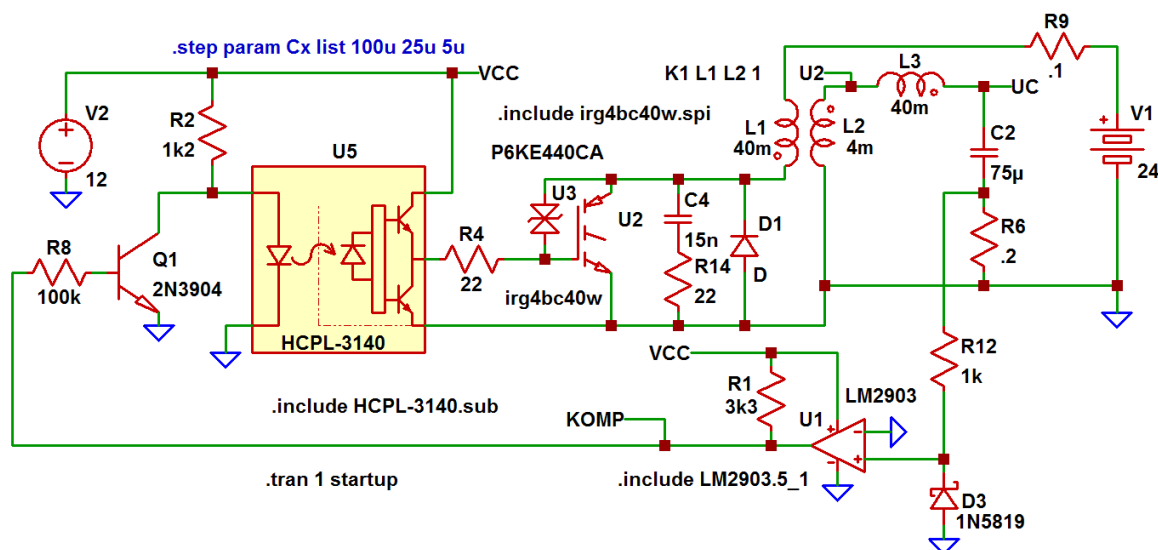 .step param Cx list 100u 25u 5u
R9
.1
VCC
K1 L1 L2 1
U2
L3
40m
UC
V2
12
R2
1k2
.include irg4bc40w.spi
L1
40m
L2
4m
C2
75µ
V1
24
U5
P6KE440CA
U3
U2
C4
15n
D1
D
R6
.2
R8
100k
Q1
2N3904
R4
22
R14
22
irg4bc40w
HCPL-3140
VCC
R1
3k3
LM2903
U1
R12
1k
.include HCPL-3140.sub
KOMP
.tran 1 startup
.include LM2903.5_1
D3
1N5819